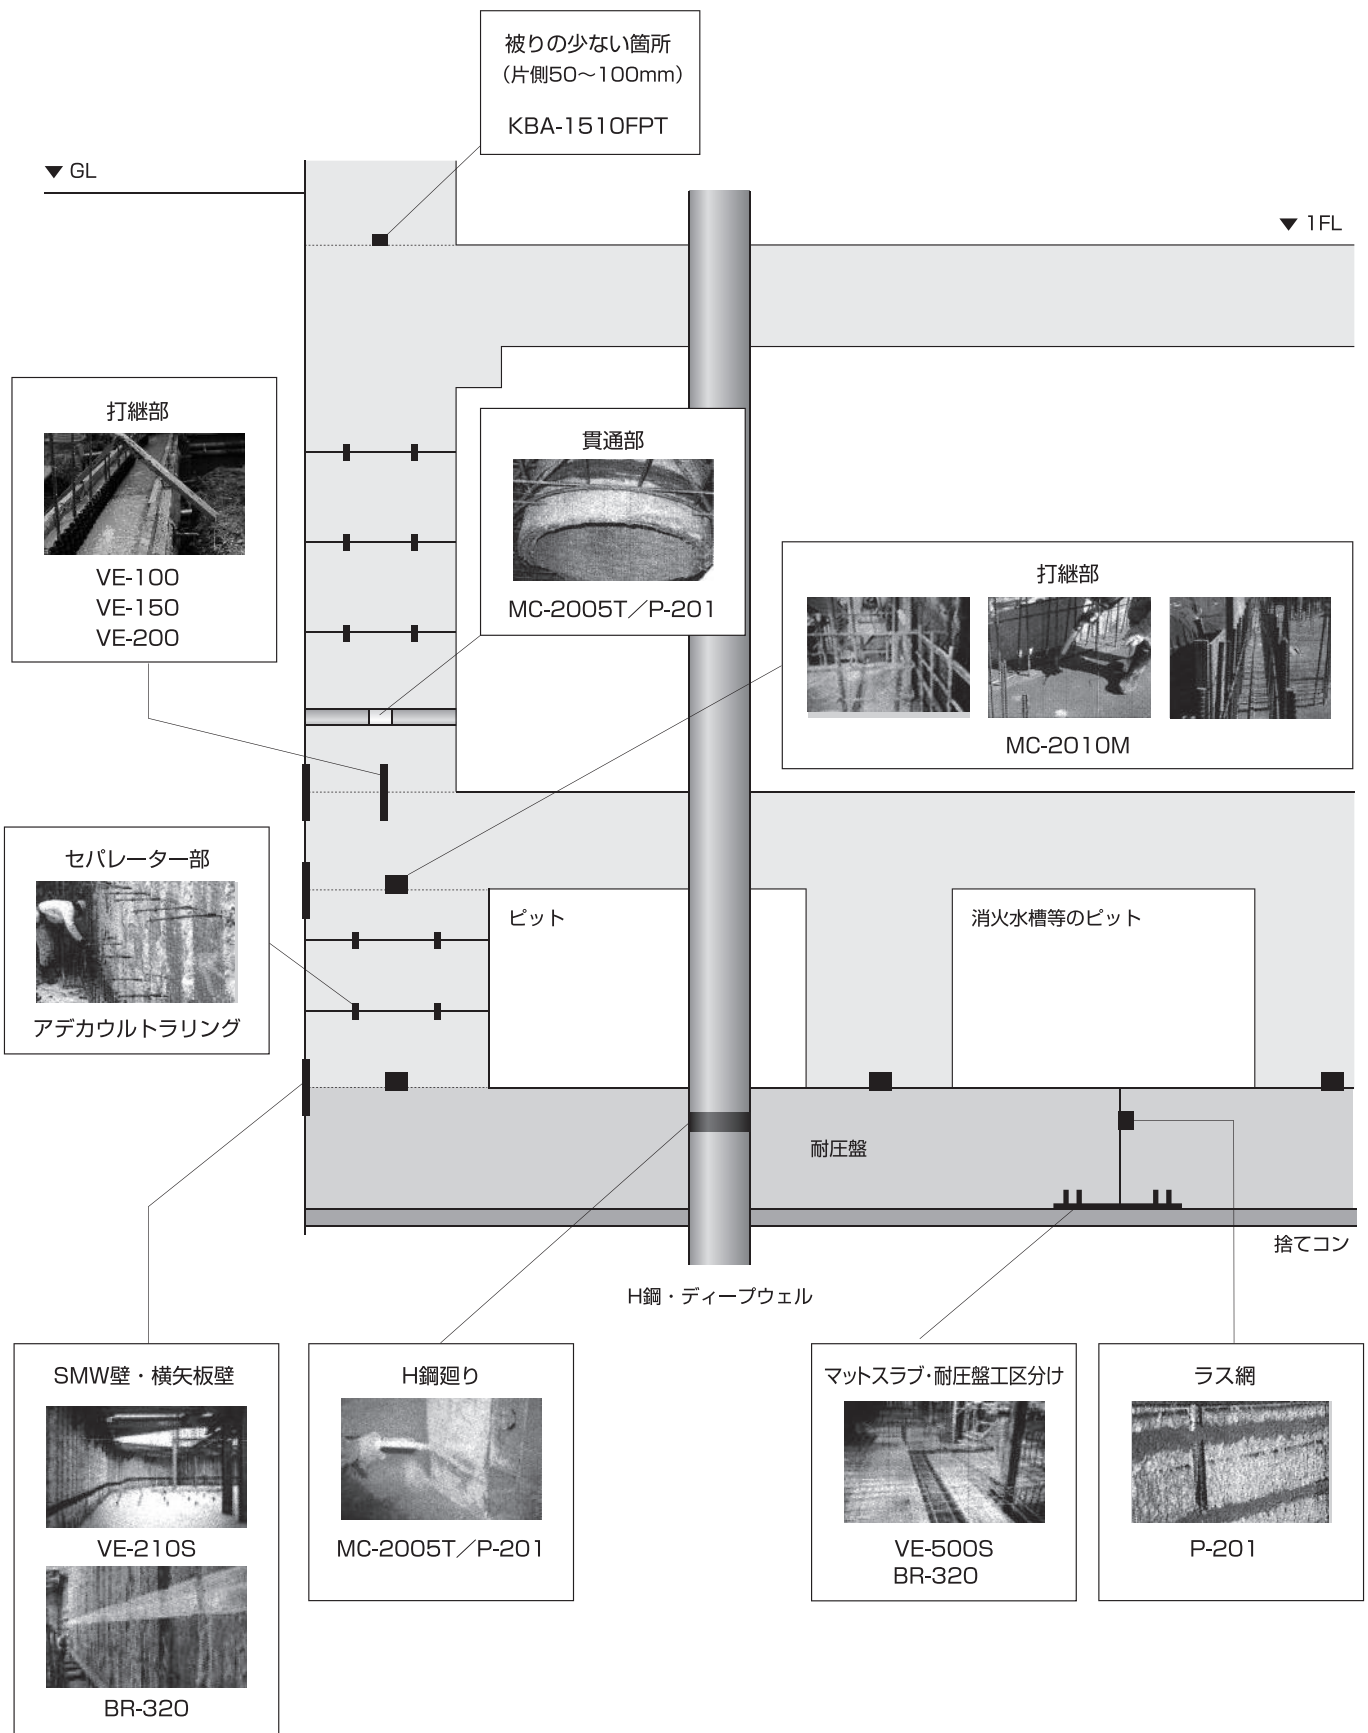 被りの少ない箇所
（片側50〜100mm）
KBA-1510FPT
▼ GL
▼ 1FL
打継部
VE-100
VE-150
VE-200
貫通部
MC-2005T／P-201
打継部
MC-2010M
セパレーター部
アデカウルトラリング
ピット
消火水槽等のピット
耐圧盤
捨てコン
H鋼・ディープウェル
SMW壁・横矢板壁
VE-210S
BR-320
H鋼廻り
MC-2005T／P-201
マットスラブ・耐圧盤工区分け
VE-500S
BR-320
ラス網
P-201